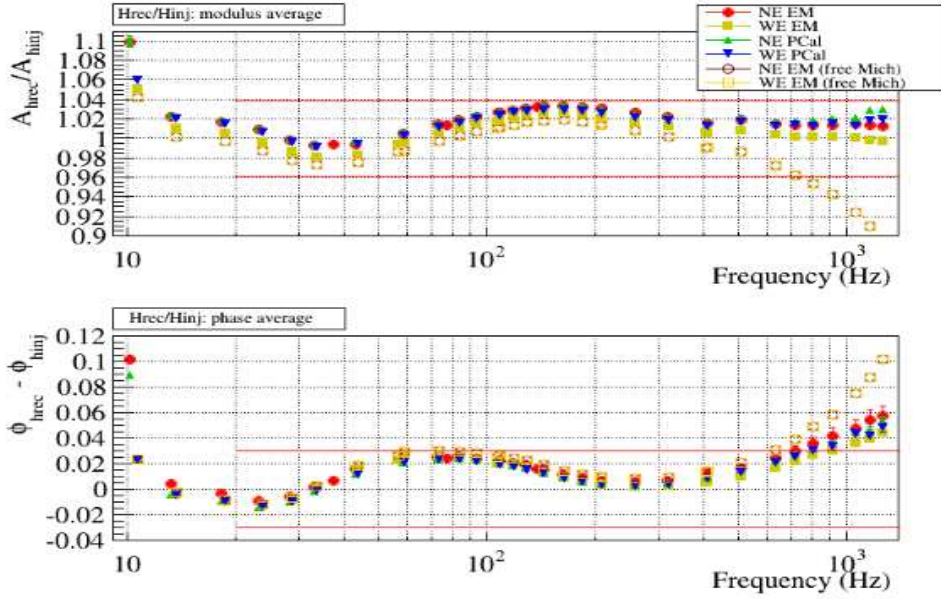 Hrec/Hinj: modulus average
NE EM
WE EM
NE PCal
WE PCal
NE EM (free Mich)
WE EM (free Mich)
A_hrec/A_hinj
1.1
1.08
1.06
1.04
1.02
1
0.98
0.96
0.94
0.92
0.9
10
10²
10³
Frequency (Hz)
Hrec/Hinj: phase average
ϕ_hrec - ϕ_hinj
0.12
0.1
0.08
0.06
0.04
0.02
0
-0.02
-0.04
10
10²
10³
Frequency (Hz)